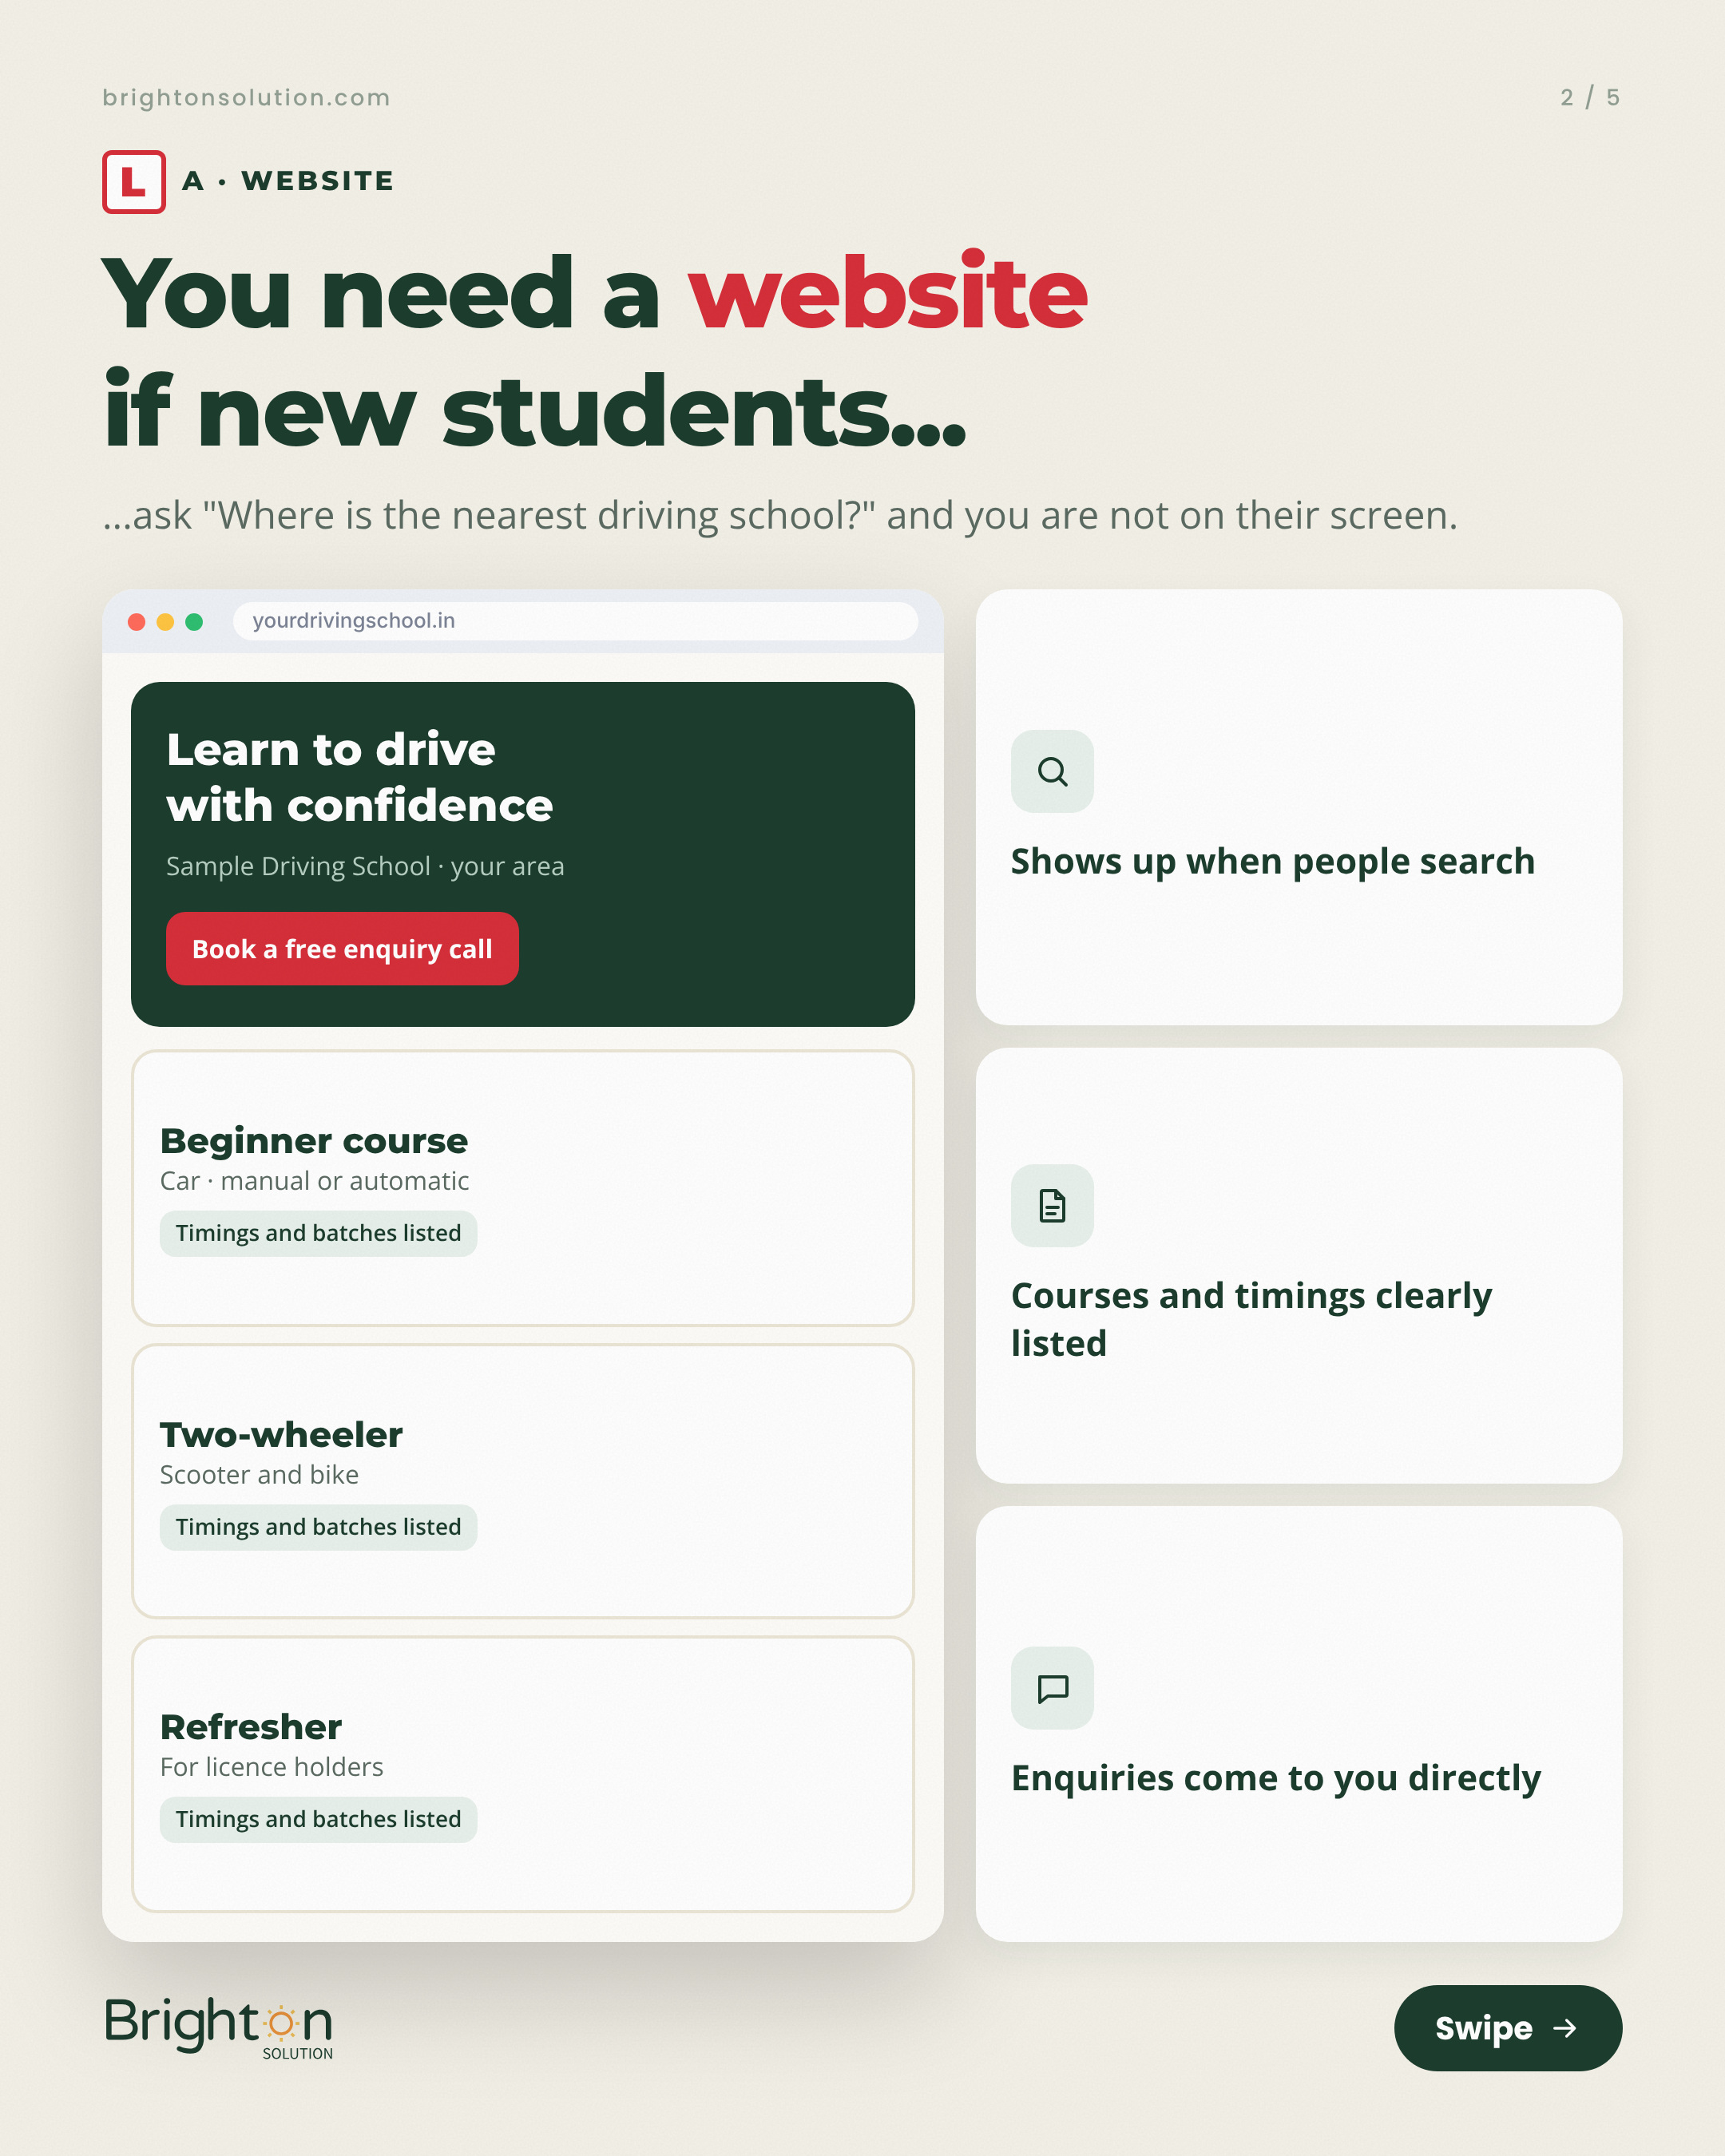 brightonsolution.com
2 / 5
L
A · WEBSITE
You need a website
if new students...
...ask "Where is the nearest driving school?" and you are not on their screen.
yourdrivingschool.in
Learn to drive
with confidence
Sample Driving School · your area
Book a free enquiry call
Beginner course
Car · manual or automatic
Timings and batches listed
Two-wheeler
Scooter and bike
Timings and batches listed
Refresher
For licence holders
Timings and batches listed
Shows up when people search
Courses and timings clearly
listed
Enquiries come to you directly
Brighton
SOLUTION
Swipe →